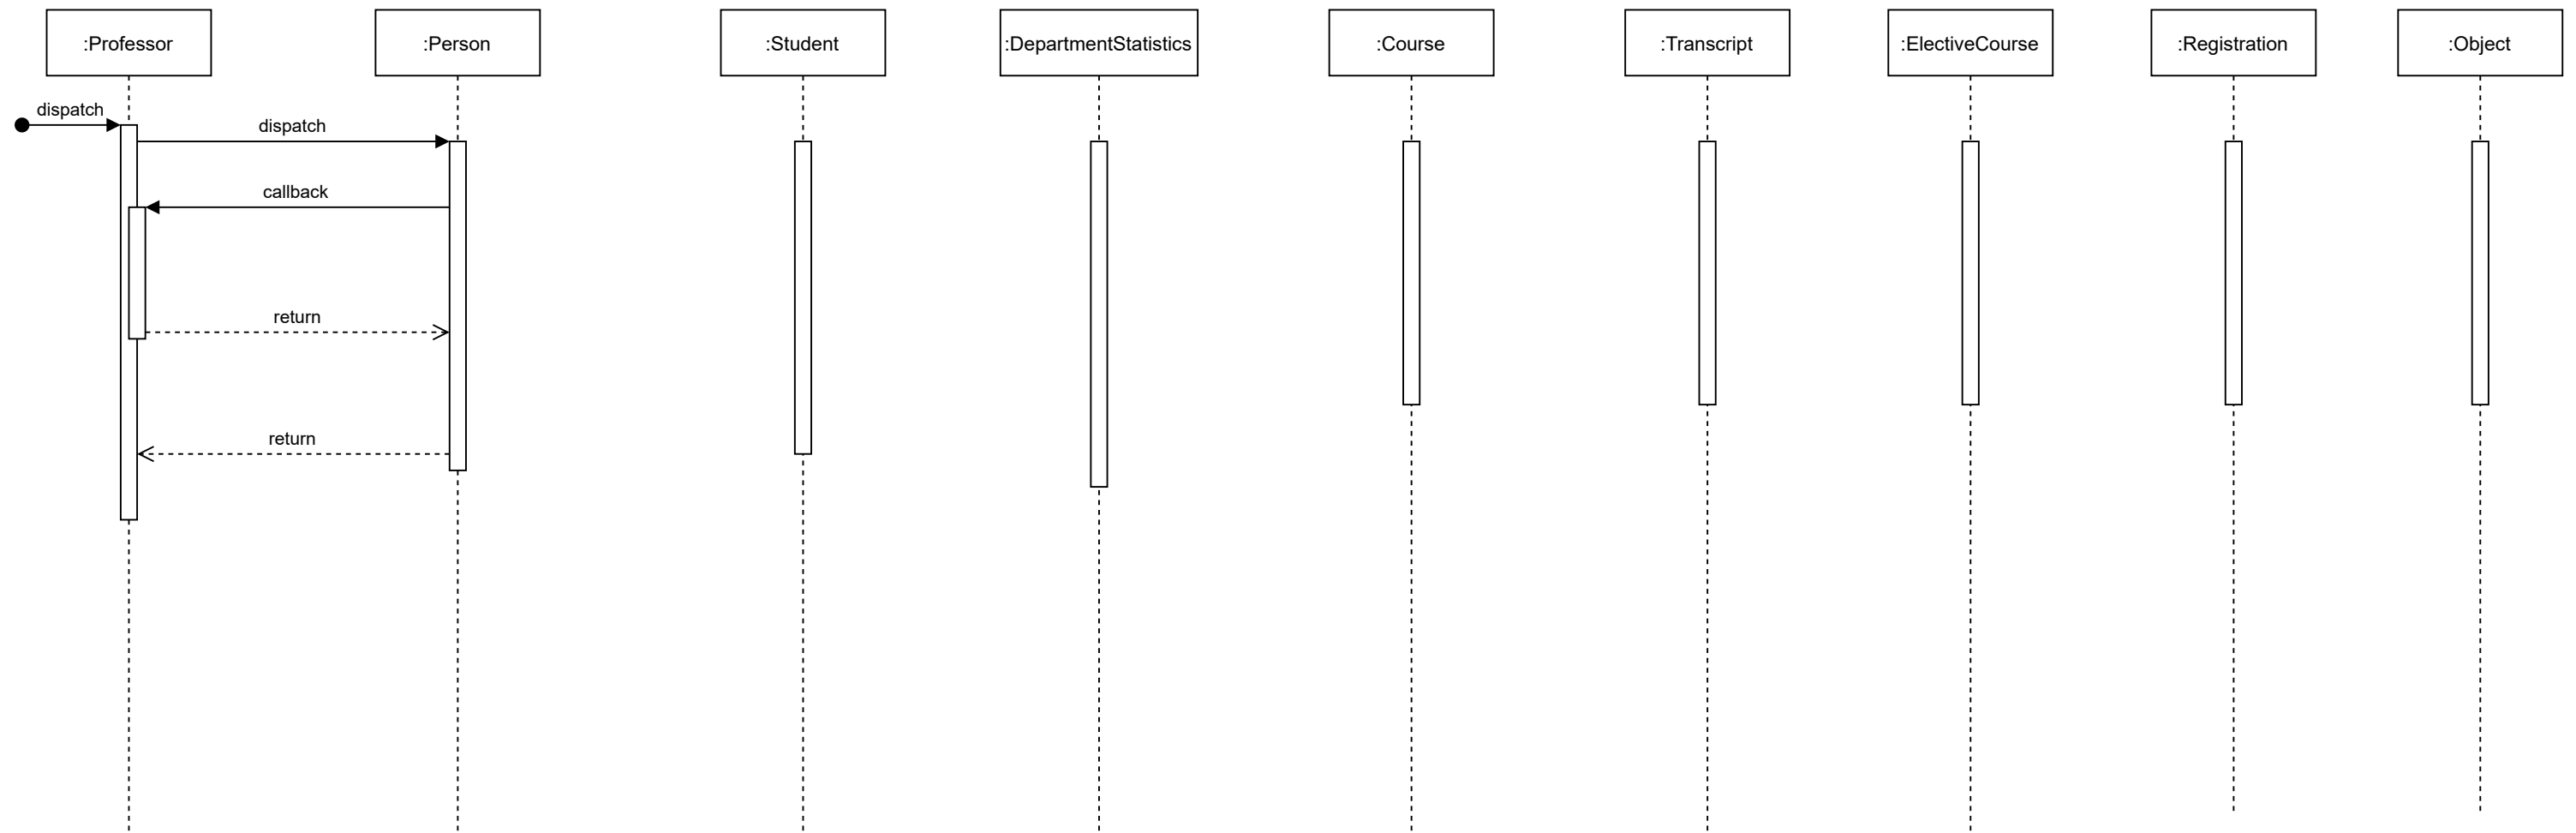 :Professor
:Person
:Student
:DepartmentStatistics
:Course
:Transcript
:ElectiveCourse
:Registration
:Object
dispatch
dispatch
callback
return
return